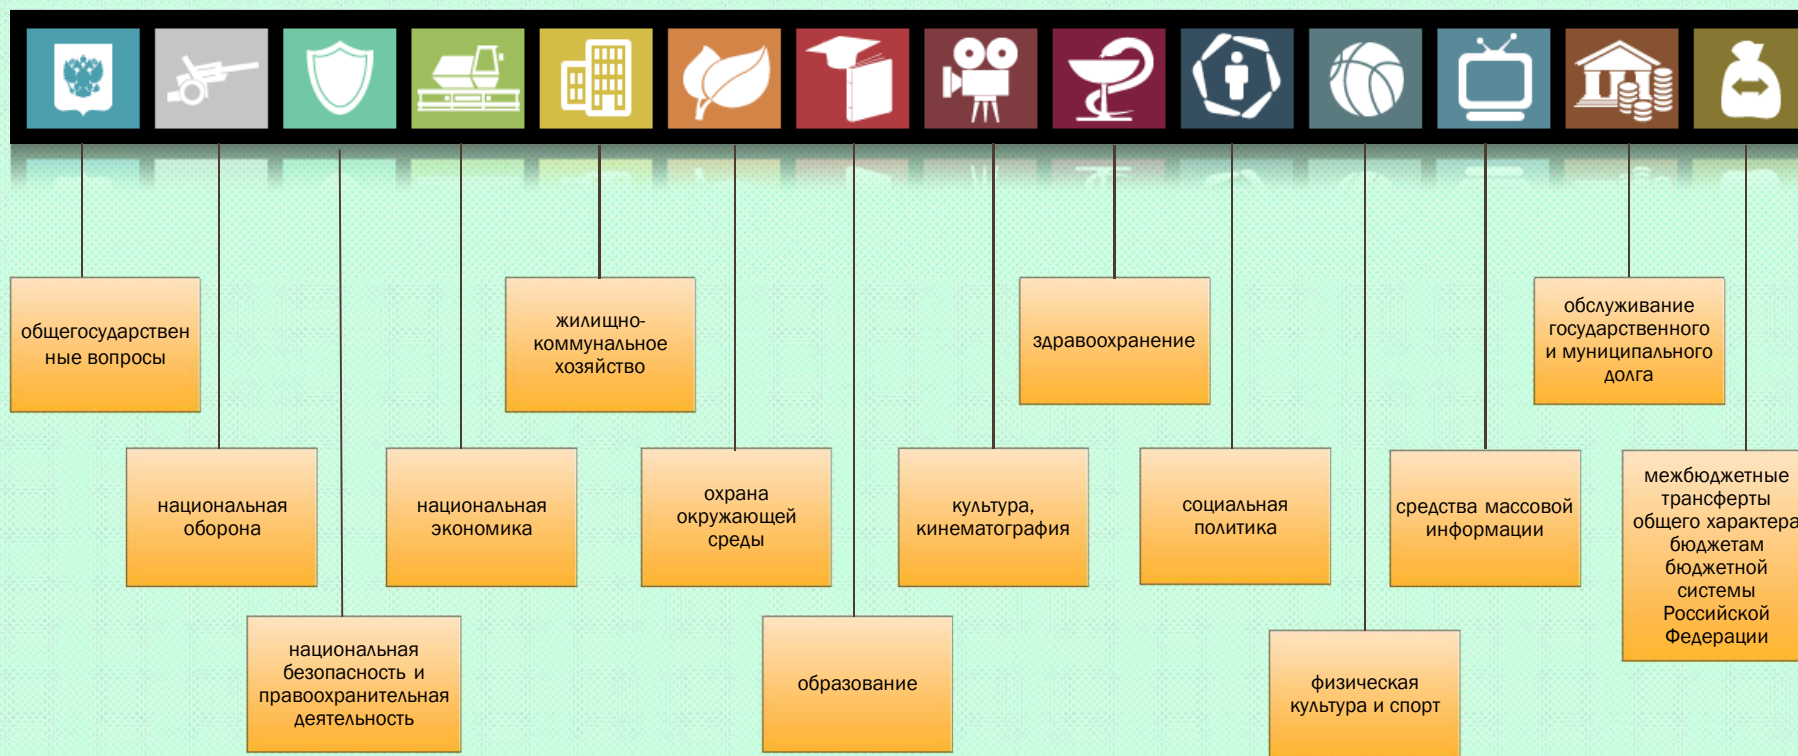 общегосударствен
ные вопросы
национальная
оборона
национальная
безопасность и
правоохранительная
деятельность
национальная
экономика
жилищно-
коммунальное
хозяйство
охрана
окружающей
среды
образование
культура,
кинематография
здравоохранение
социальная
политика
физическая
культура и спорт
средства массовой
информации
обслуживание
государственного
и муниципального
долга
межбюджетные
трансферты
общего характера
бюджетам
бюджетной
системы
Российской
Федерации